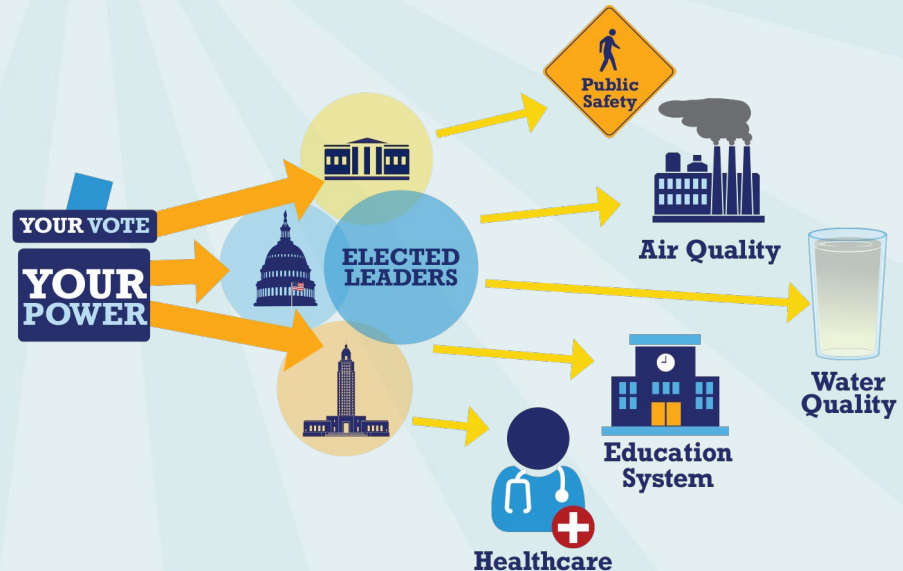 YOUR VOTE
YOUR
POWER
ELECTED
LEADERS
Public
Safety
Air Quality
Water
Quality
Education
System
Healthcare